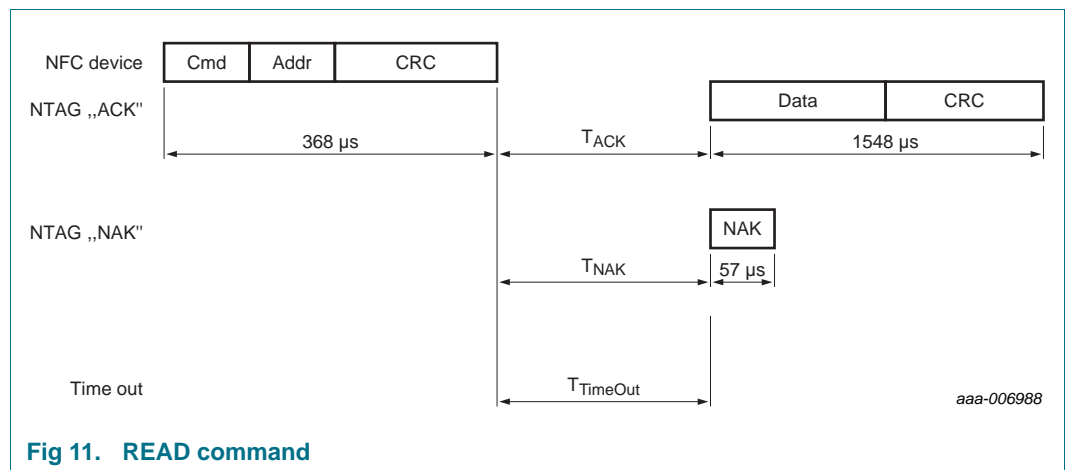 NFC device Cmd Addr CRC
NTAG „ACK" Data CRC
368 µs TACK 1548 µs
NTAG „NAK" NAK
TNAK 57 µs
Time out TTimeOut
aaa-006988
Fig 11. READ command